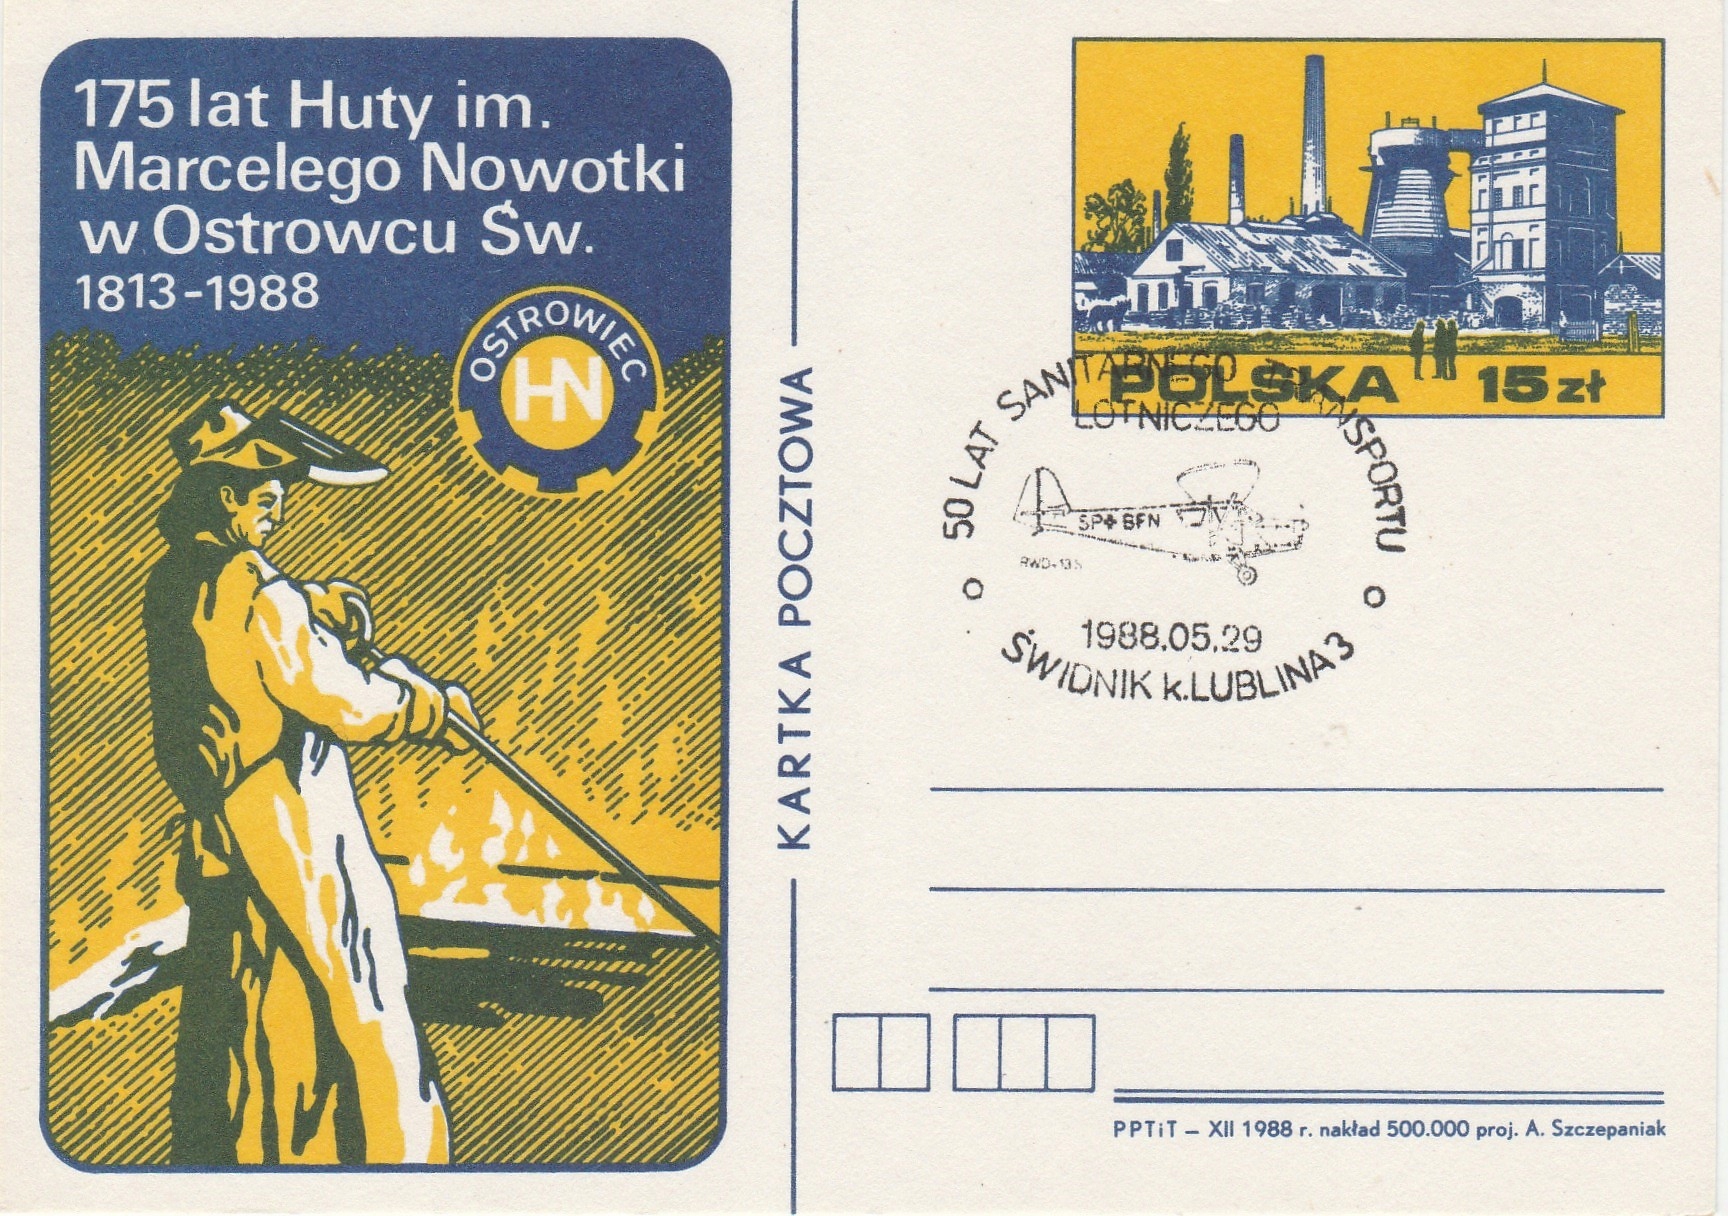 175 lat Huty im.
Marcelego Nowotki
w Ostrowcu Św.
1813-1988
OSTROWIEC
HN
KARTKA POCZTOWA
POLSKA 15 zł
50 LAT SANITARNEGO TRANSPORTU
LOTNICZEGO
SP+BFN
RWD-13S
1988.05.29
ŚWIDNIK k.LUBLINA 3
PPTiT – XII 1988 r. nakład 500.000 proj. A. Szczepaniak